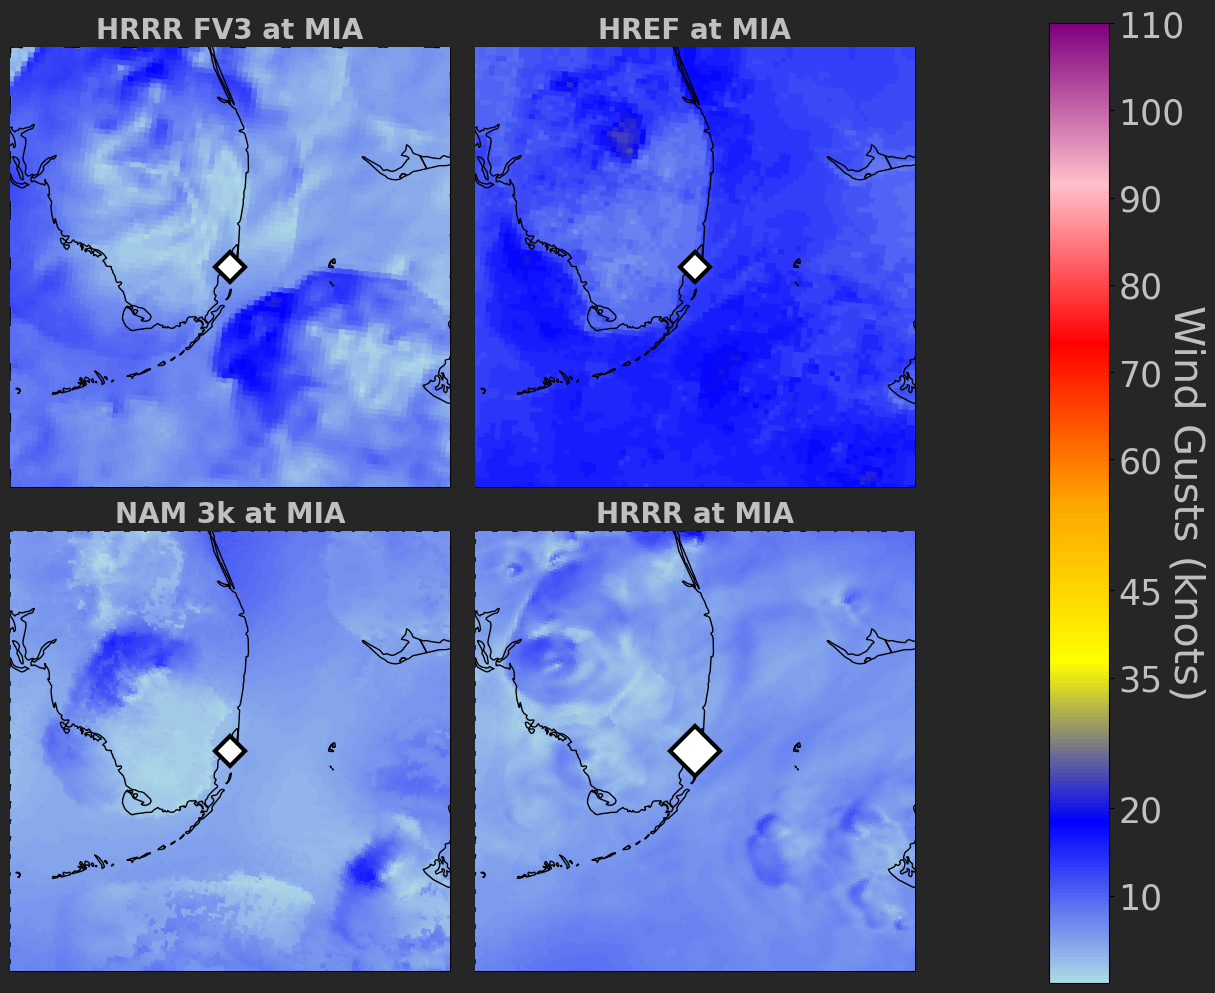 HRRR FV3 at MIA
HREF at MIA
NAM 3k at MIA
HRRR at MIA
110
100
90
80
70
60
45
35
20
10
Wind Gusts (knots)